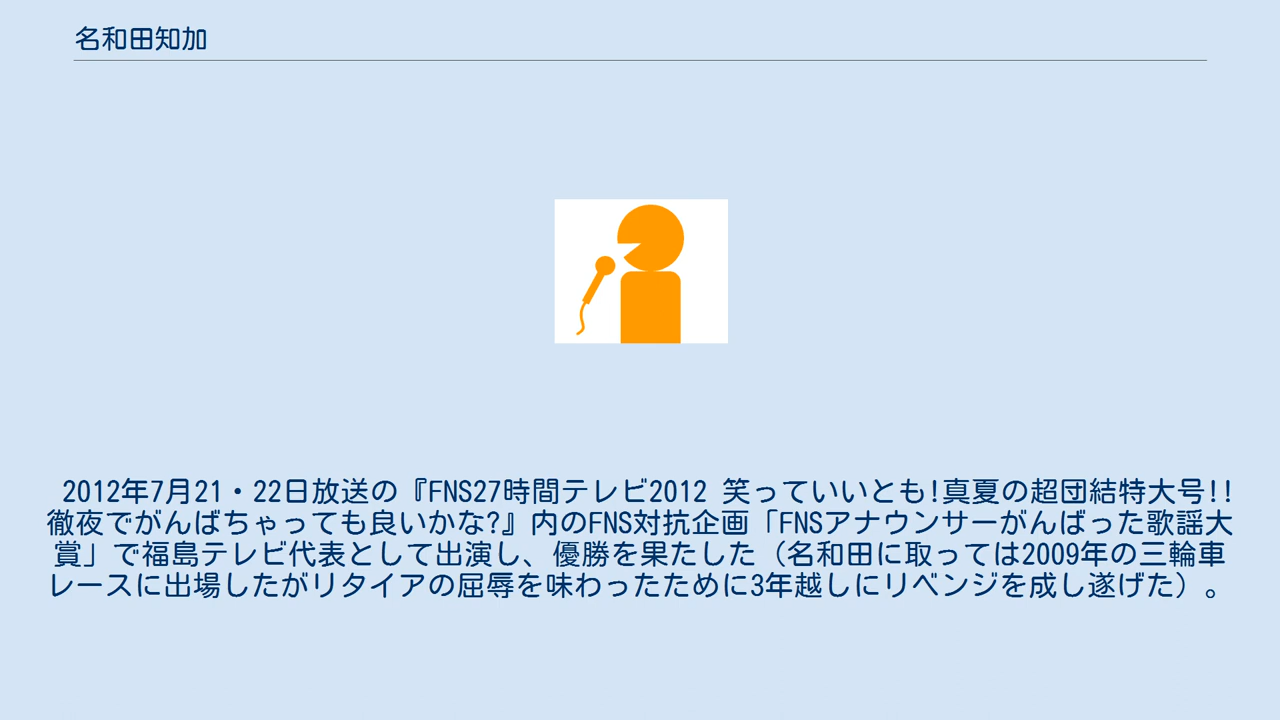 名和田知加
2012年7月21・22日放送の『FNS27時間テレビ2012 笑っていいとも!真夏の超団結特大号!!
徹夜でがんばちゃっても良いかな?』内のFNS対抗企画「FNSアナウンサーがんばった歌謡大
賞」で福島テレビ代表として出演し、優勝を果たした（名和田に取っては2009年の三輪車
レースに出場したがリタイアの屈辱を味わったために3年越しにリベンジを成し遂げた）。